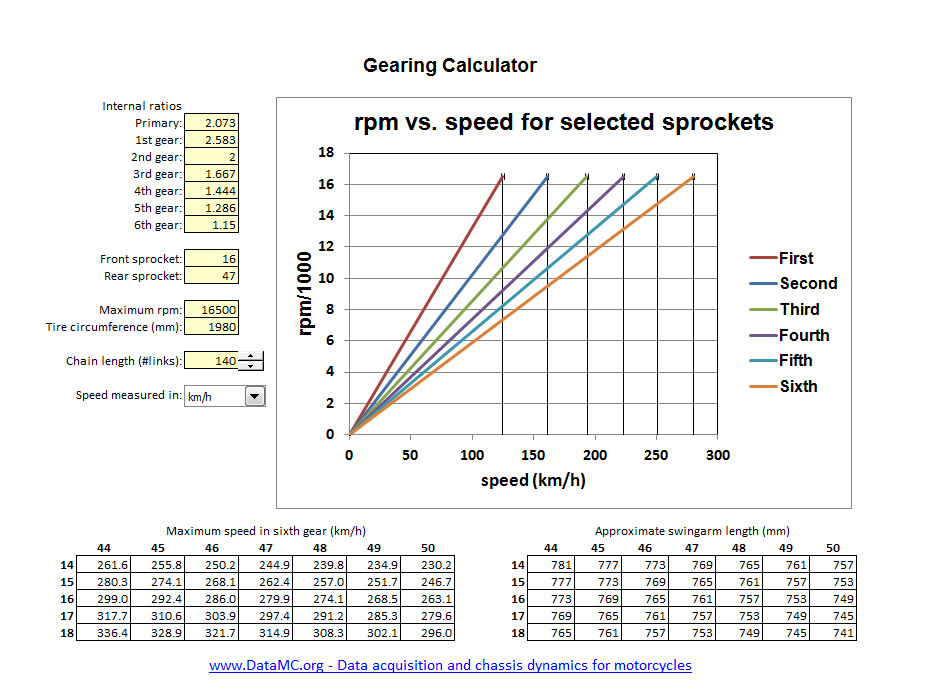 Gearing Calculator
Internal ratios
Primary: 2.073
1st gear: 2.583
2nd gear: 2
3rd gear: 1.667
4th gear: 1.444
5th gear: 1.286
6th gear: 1.15
Front sprocket: 16
Rear sprocket: 47
Maximum rpm: 16500
Tire circumference (mm): 1980
Chain length (#links): 140
Speed measured in: km/h
rpm vs. speed for selected sprockets
rpm/1000
18
16
14
12
10
8
6
4
2
0
0 50 100 150 200 250 300
speed (km/h)
First
Second
Third
Fourth
Fifth
Sixth
Maximum speed in sixth gear (km/h)
44 45 46 47 48 49 50
14 261.6 255.8 250.2 244.9 239.8 234.9 230.2
15 280.3 274.1 268.1 262.4 257.0 251.7 246.7
16 299.0 292.4 286.0 279.9 274.1 268.5 263.1
17 317.7 310.6 303.9 297.4 291.2 285.3 279.6
18 336.4 328.9 321.7 314.9 308.3 302.1 296.0
Approximate swingarm length (mm)
44 45 46 47 48 49 50
14 781 777 773 769 765 761 757
15 777 773 769 765 761 757 753
16 773 769 765 761 757 753 749
17 769 765 761 757 753 749 745
18 765 761 757 753 749 745 741
www.DataMC.org - Data acquisition and chassis dynamics for motorcycles